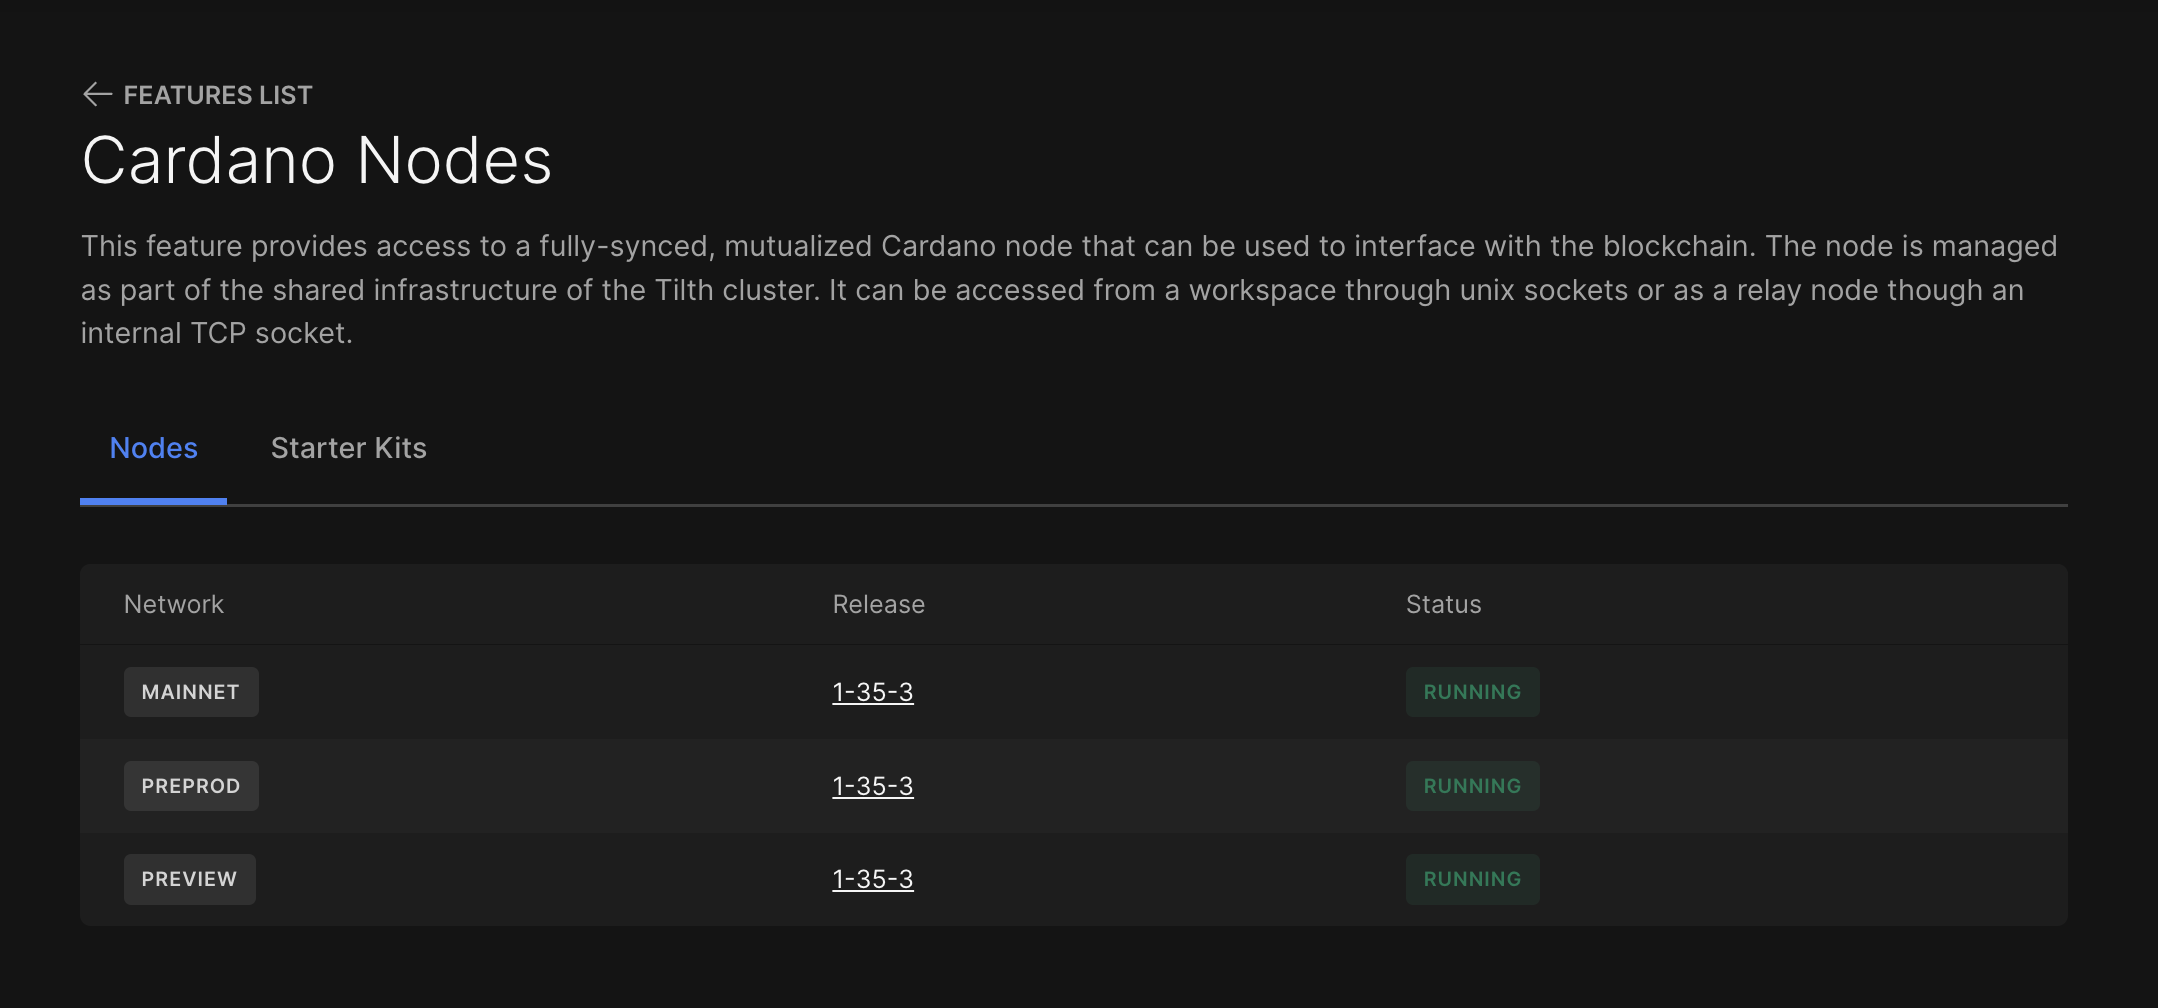 FEATURES LIST
Cardano Nodes
This feature provides access to a fully-synced, mutualized Cardano node that can be used to interface with the blockchain. The node is managed
as part of the shared infrastructure of the Tilth cluster. It can be accessed from a workspace through unix sockets or as a relay node though an
internal TCP socket.
Nodes Starter Kits
Network Release Status
MAINNET 1-35-3 RUNNING
PREPROD 1-35-3 RUNNING
PREVIEW 1-35-3 RUNNING